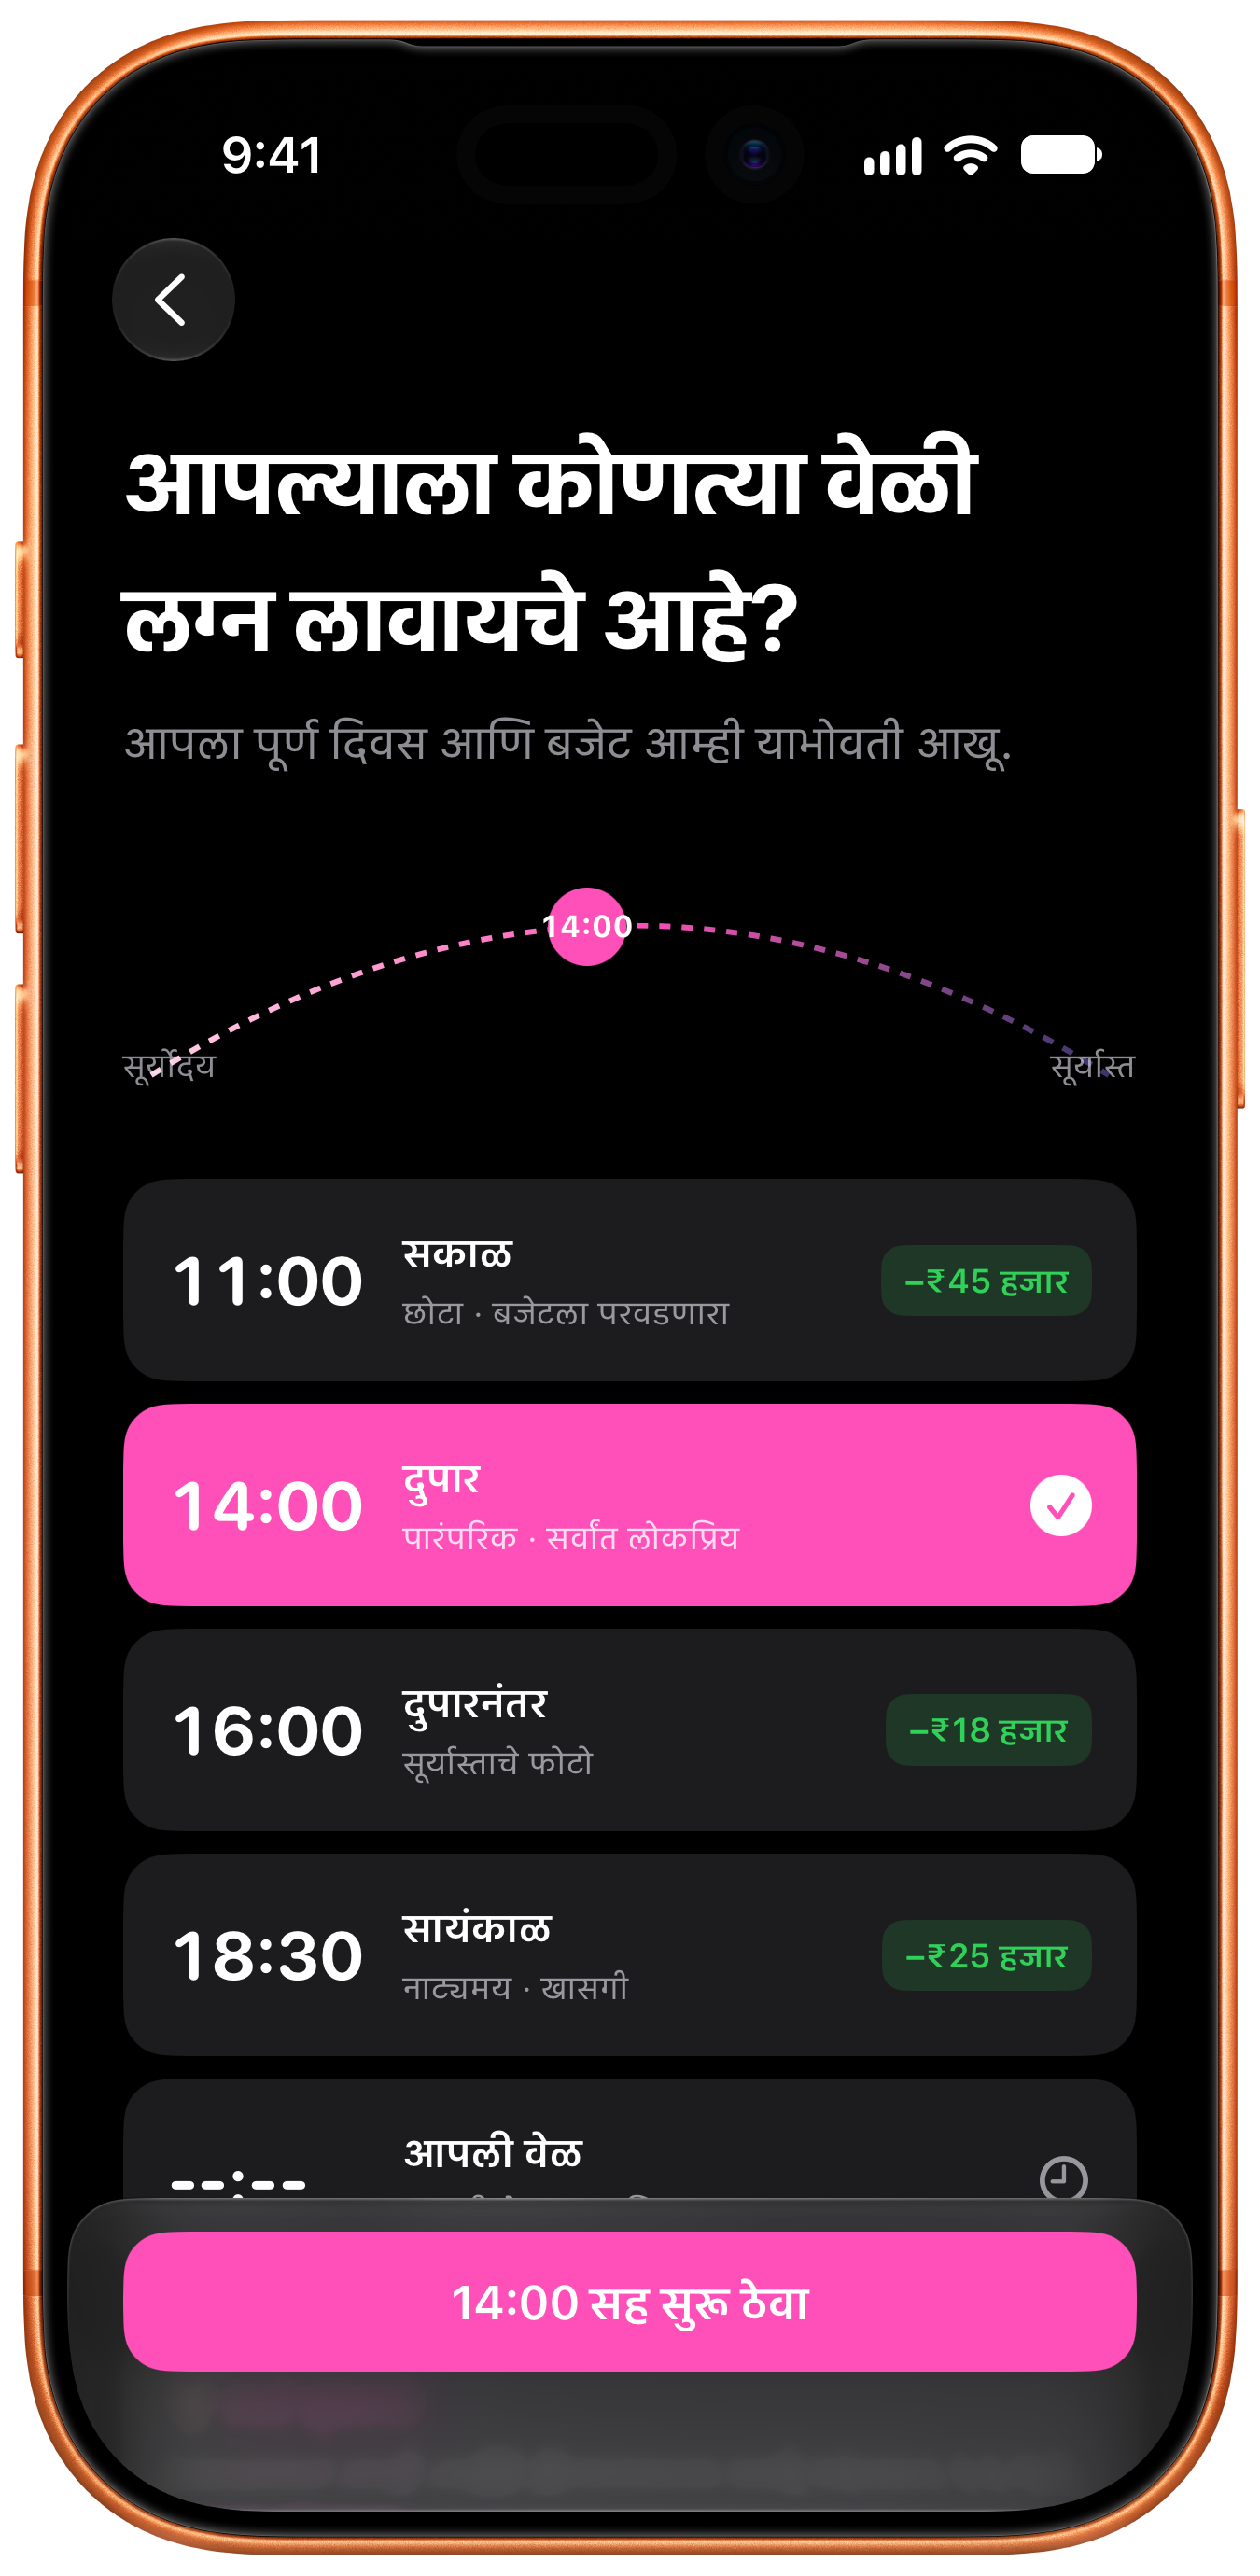 9:41
आपल्याला कोणत्या वेळी
लग्न लावायचे आहे?
आपला पूर्ण दिवस आणि बजेट आम्ही याभोवती आखू.
14:00
सूर्योदय
सूर्यास्त
11:00
सकाळ
छोटा · बजेटला परवडणारा
–₹45 हजार
14:00
दुपार
पारंपरिक · सर्वांत लोकप्रिय
16:00
दुपारनंतर
सूर्यास्ताचे फोटो
–₹18 हजार
18:30
सायंकाळ
नाट्यमय · खासगी
–₹25 हजार
--:--
आपली वेळ
14:00 सह सुरू ठेवा